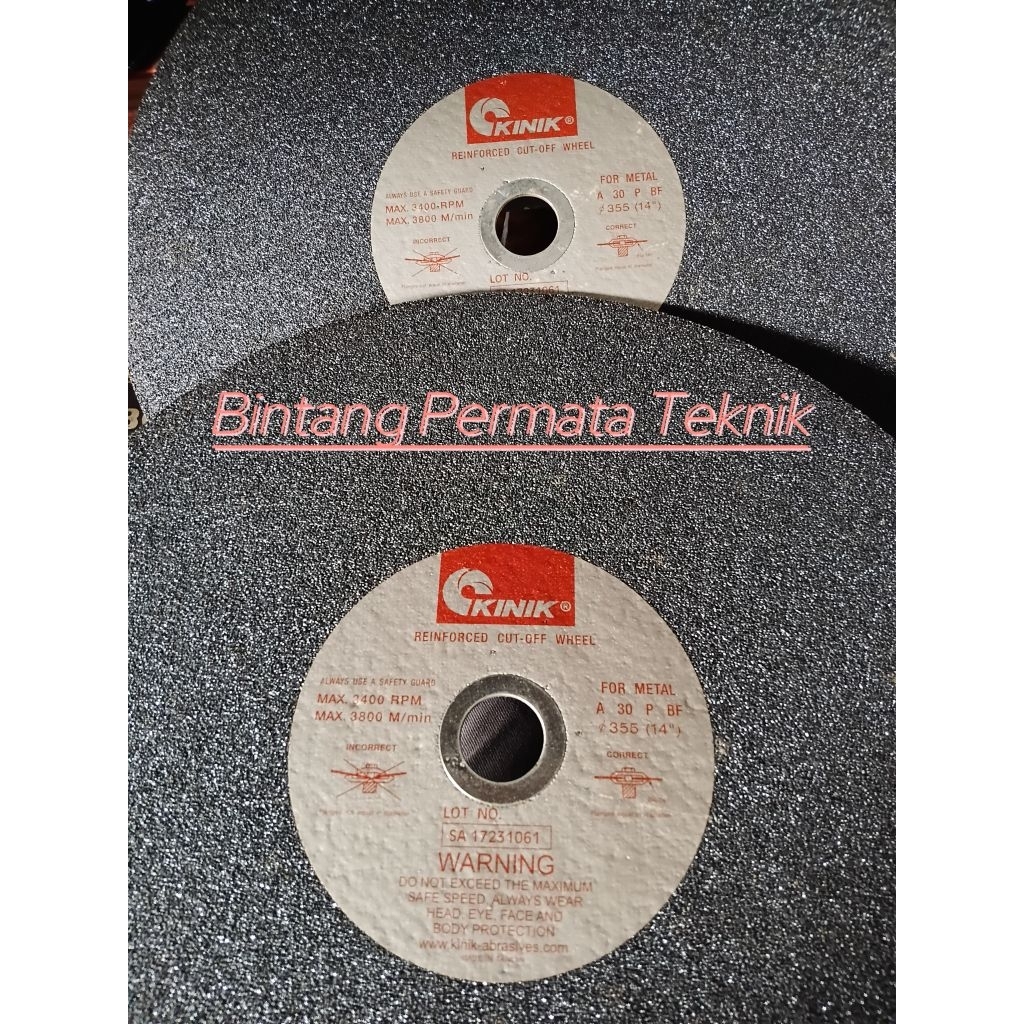 KINIK®
REINFORCED CUT-OFF WHEEL
ALWAYS USE A SAFETY GUARD
MAX. 3400 RPM
MAX. 3800 M/min
FOR METAL
A 30 P BF
355 (14")
INCORRECT
CORRECT
LOT NO.
Bintang Permata Teknik
KINIK®
REINFORCED CUT-OFF WHEEL
ALWAYS USE A SAFETY GUARD
MAX. 3400 RPM
MAX. 3800 M/min
FOR METAL
A 30 P BF
355 (14")
INCORRECT
CORRECT
LOT NO.
SA 17231061
WARNING
DO NOT EXCEED THE MAXIMUM
SAFE SPEED, ALWAYS WEAR
HEAD, EYE, FACE AND
BODY PROTECTION
www.kinik-abrasives.com